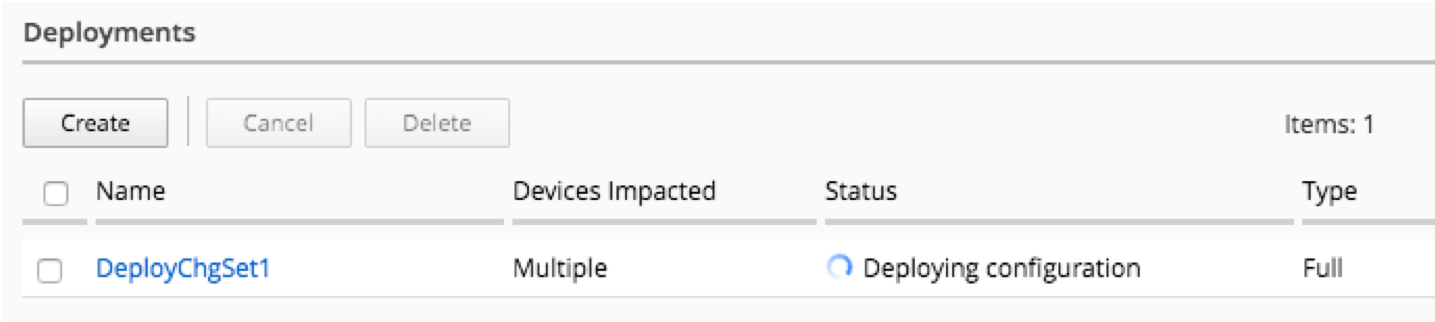 Deployments
Create Cancel Delete Items: 1
Name Devices Impacted Status Type
DeployChgSet1 Multiple Deploying configuration Full